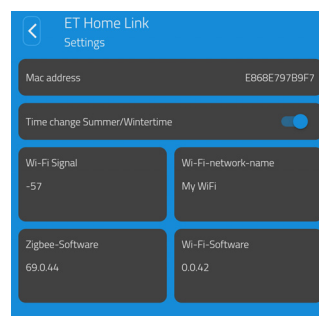 ET Home Link
Settings
Mac address E868E797B9F7
Time change Summer/Wintertime
Wi-Fi Signal
-57
Wi-Fi-network-name
My WiFi
Zigbee-Software
69.0.44
Wi-Fi-Software
0.0.42